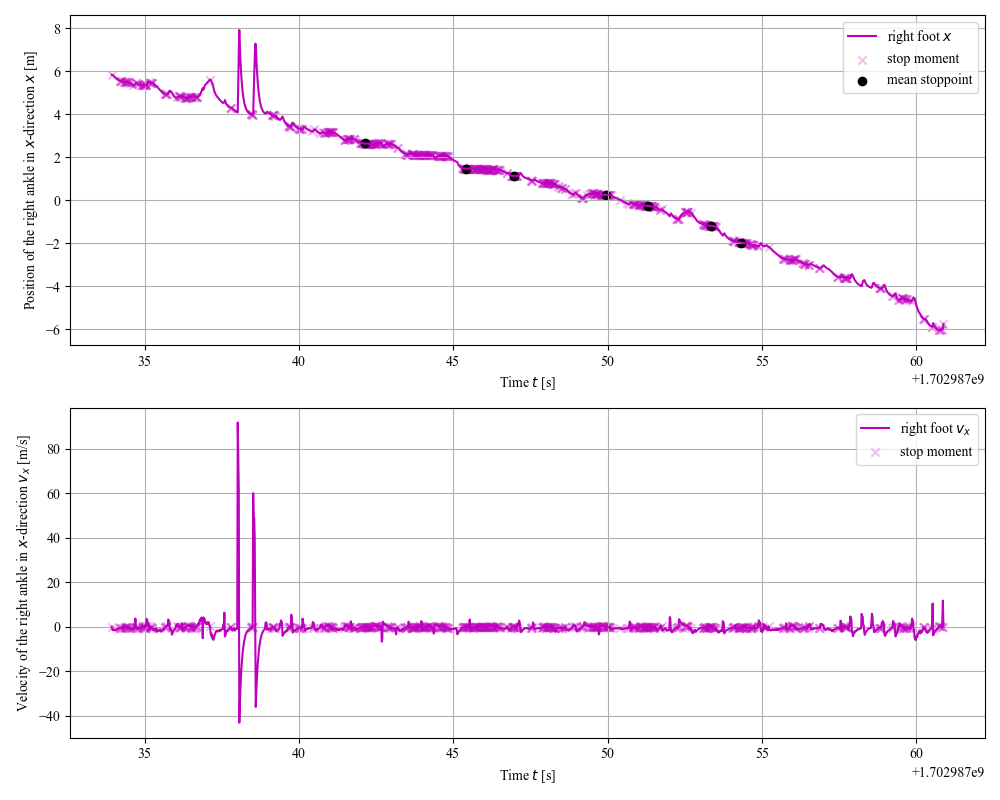 Position of the right ankle in x-direction x [m]
8
6
4
2
0
−2
−4
−6
right foot x
stop moment
mean stoppoint
35
40
45
50
55
60
+1.702987e9
Time t [s]
Velocity of the right ankle in x-direction vx [m/s]
80
60
40
20
0
−20
−40
right foot vx
stop moment
35
40
45
50
55
60
+1.702987e9
Time t [s]